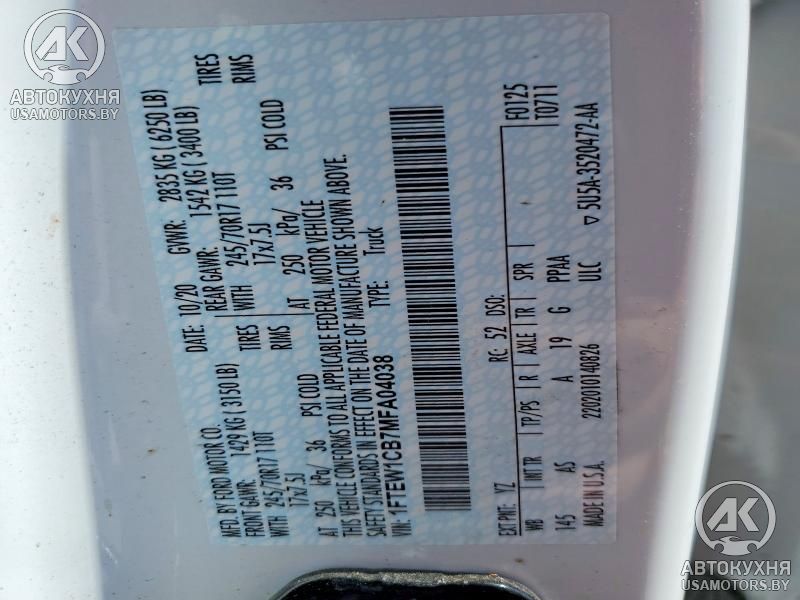 MFD. BY FORD MOTOR CO.
DATE: 10/20 GVWR: 2835 KG (6250 LB)
FRONT GAWR: 1429 KG (3150 LB)
REAR GAWR: 1542 KG (3400 LB)
WITH 245/70R17 110T TIRES
WITH 245/70R17 110T TIRES
17x7.5J RIMS
17x7.5J RIMS
AT 250 kPa/ 36 PSI COLD
AT 250 kPa/ 36 PSI COLD
THIS VEHICLE CONFORMS TO ALL APPLICABLE FEDERAL MOTOR VEHICLE
SAFETY STANDARDS IN EFFECT ON THE DATE OF MANUFACTURE SHOWN ABOVE.
VIN: 1FTEW1CB7MFA04038
TYPE: Truck
F0125
T0711
EXT PNT: YZ RC: 52 DSO:
WB INT TR TP/PS R AXLE TR SPR
145 AS A 19 G PPAA
MADE IN U.S.A. 2202010140826 ULC 5U5A-3520472-AA
АК
АВТОКУХНЯ
USAMOTORS.BY
АК
АВТОКУХНЯ
USAMOTORS.BY